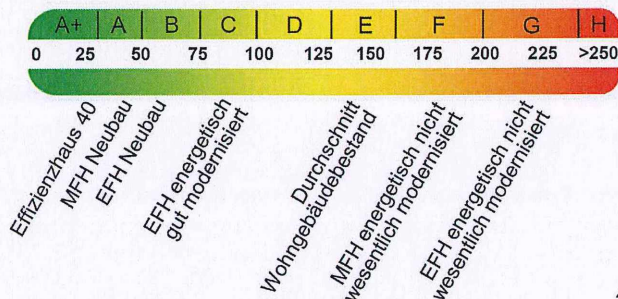 A+ A B C D E F G H
0 25 50 75 100 125 150 175 200 225 >250
Effizienzhaus 40
MFH Neubau
EFH Neubau
EFH energetisch
gut modernisiert
Durchschnitt
Wohngebäudebestand
MFH energetisch nicht
wesentlich modernisiert
EFH energetisch nicht
wesentlich modernisiert